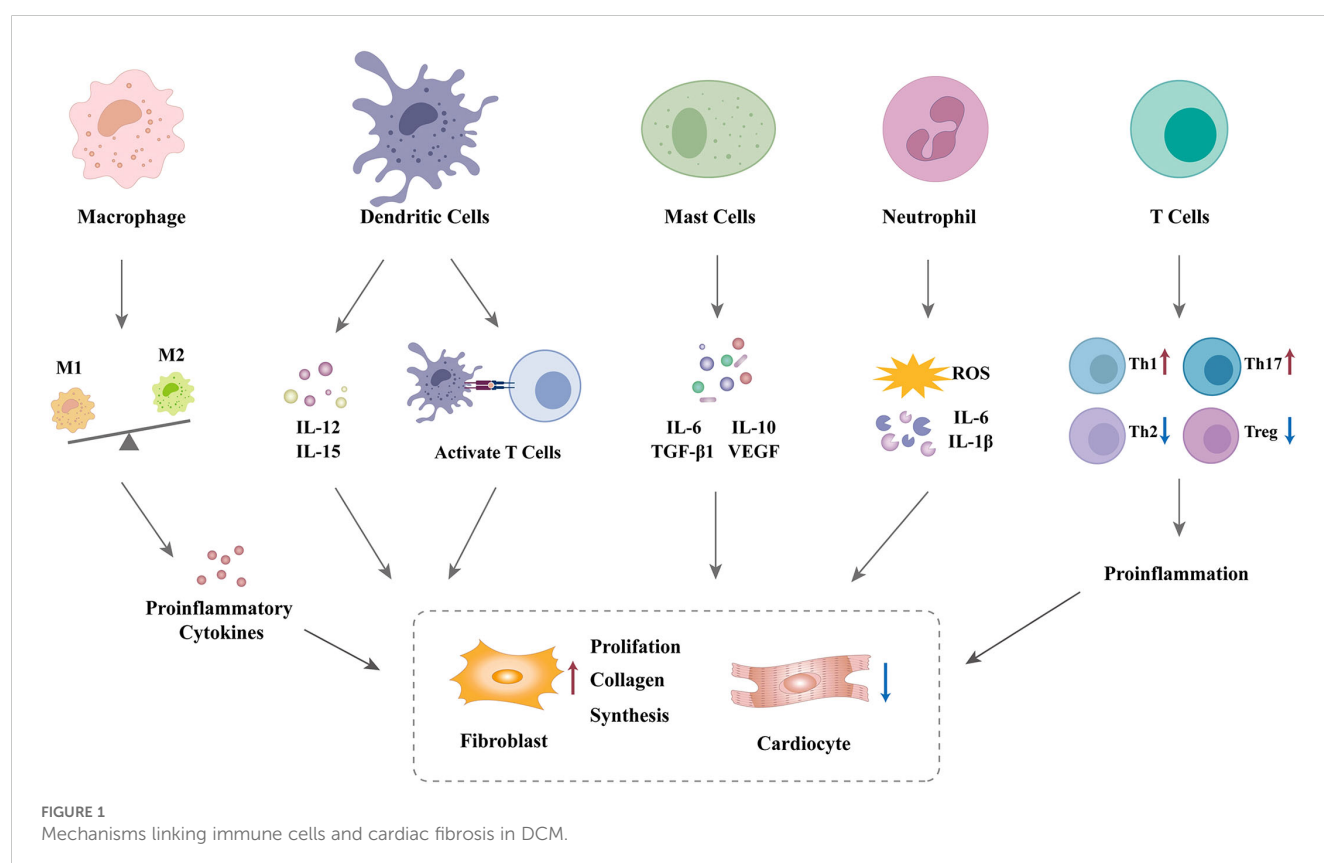 Macrophage
Dendritic Cells
Mast Cells
Neutrophil
T Cells
M1
M2
IL-12
IL-15
Activate T Cells
IL-6 IL-10
TGF-β1 VEGF
ROS
IL-6
IL-1β
Th1
Th17
Th2
Treg
Proinflammatory
Cytokines
Proinflammation
Prolifation
Collagen
Synthesis
Fibroblast
Cardiocyte
FIGURE 1
Mechanisms linking immune cells and cardiac fibrosis in DCM.